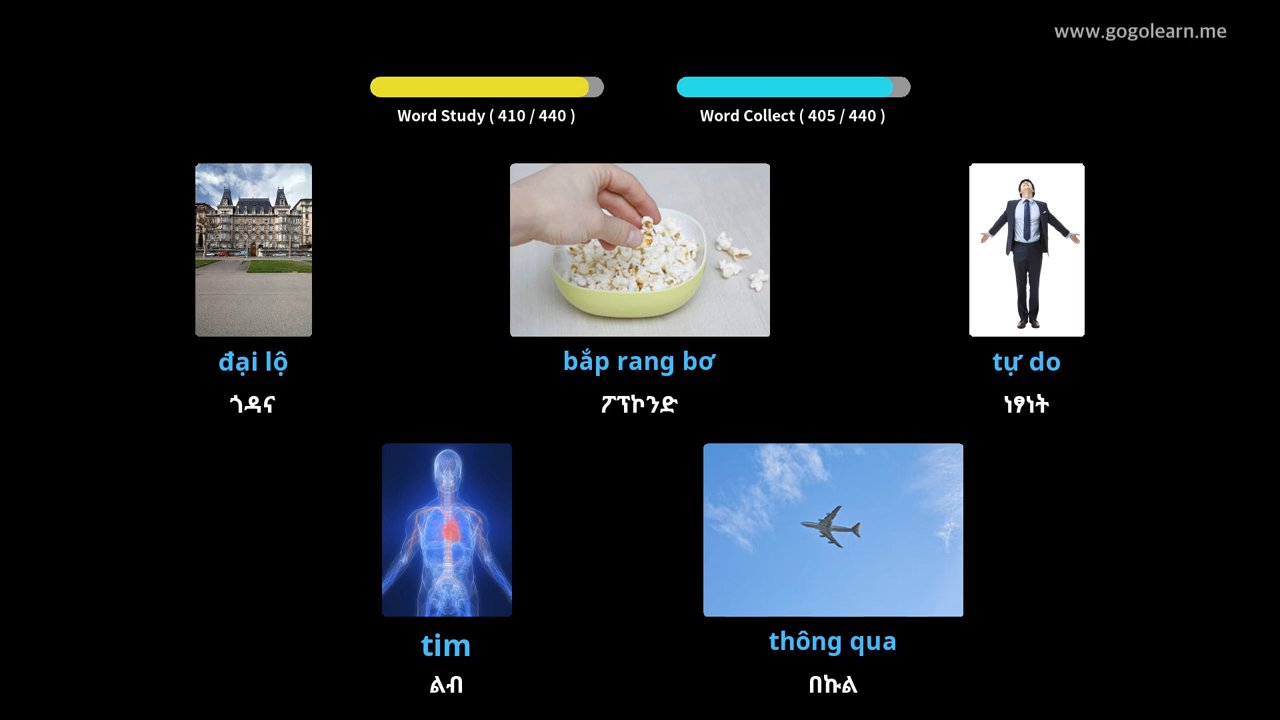 www.gogolearn.me
Word Study ( 410 / 440 )
Word Collect ( 405 / 440 )
đại lộ
bắp rang bơ
tự do
ጎዳና
ፖፕኮንድ
ነፃነት
tim
thông qua
ልብ
በኩል